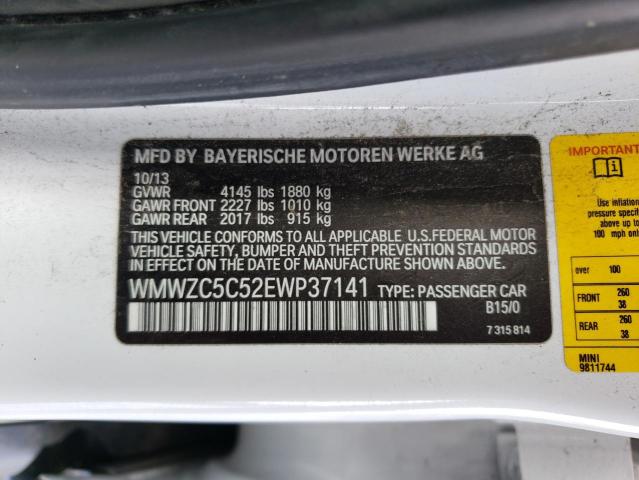 MFD BY BAYERISCHE MOTOREN WERKE AG
10/13
GVWR 4145 lbs 1880 kg
GAWR FRONT 2227 lbs 1010 kg
GAWR REAR 2017 lbs 915 kg
THIS VEHICLE CONFORMS TO ALL APPLICABLE U.S.FEDERAL MOTOR
VEHICLE SAFETY, BUMPER AND THEFT PREVENTION STANDARDS
IN EFFECT ON THE DATE OF MANUFACTURE SHOWN ABOVE.
WMWZC5C52EWP37141 TYPE: PASSENGER CAR
B15/0
7 315 814
IMPORTANT
Use inflation
pressure specif
above up to
100 mph only
over 100
FRONT 260
38
REAR 260
38
MINI
9811744